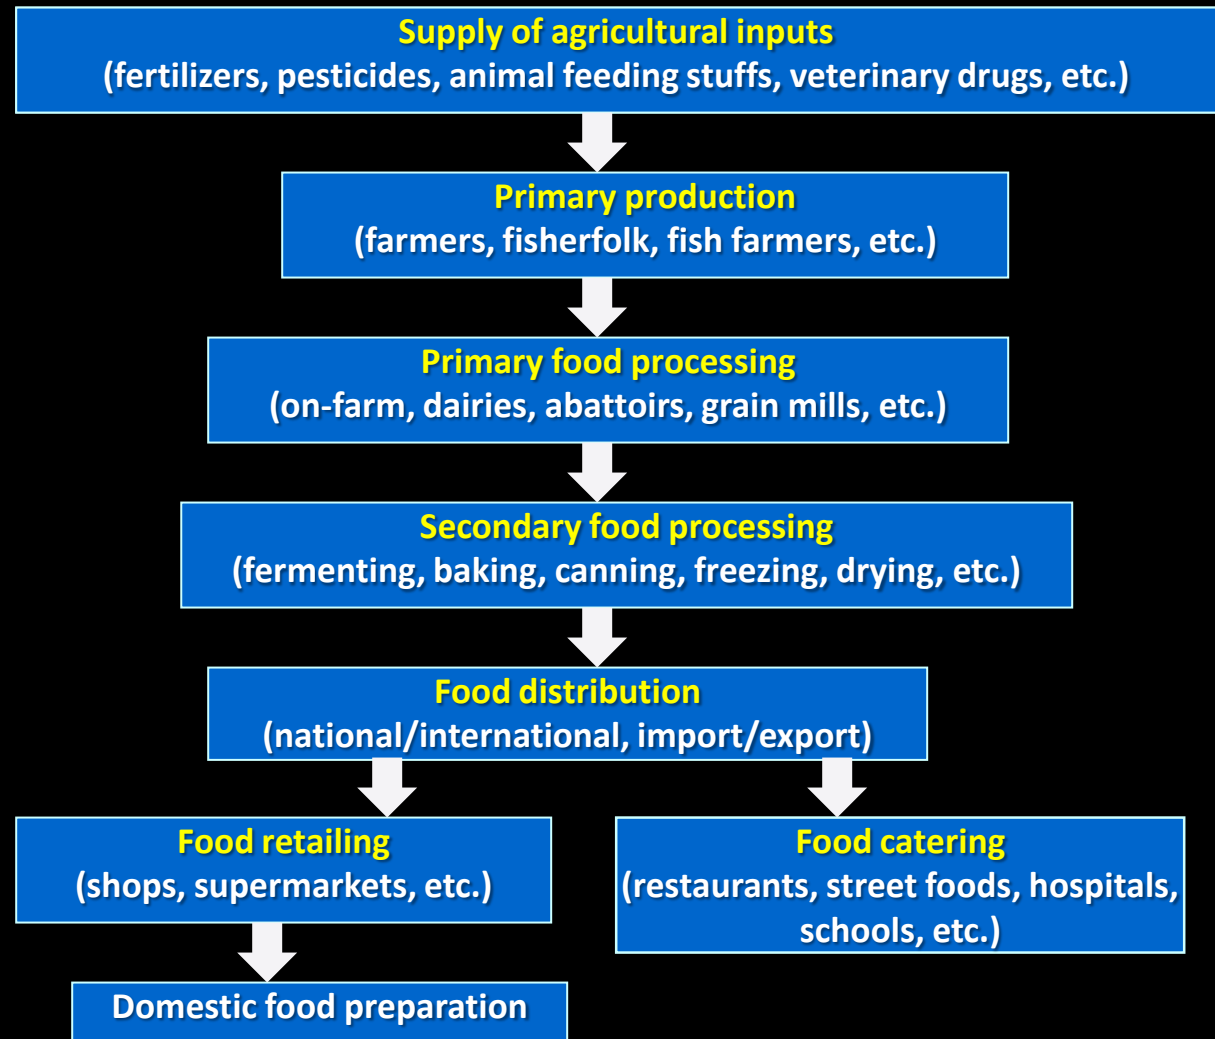 Supply of agricultural inputs
(fertilizers, pesticides, animal feeding stuffs, veterinary drugs, etc.)
Primary production
(farmers, fisherfolk, fish farmers, etc.)
Primary food processing
(on-farm, dairies, abattoirs, grain mills, etc.)
Secondary food processing
(fermenting, baking, canning, freezing, drying, etc.)
Food distribution
(national/international, import/export)
Food retailing
(shops, supermarkets, etc.)
Food catering
(restaurants, street foods, hospitals,
schools, etc.)
Domestic food preparation